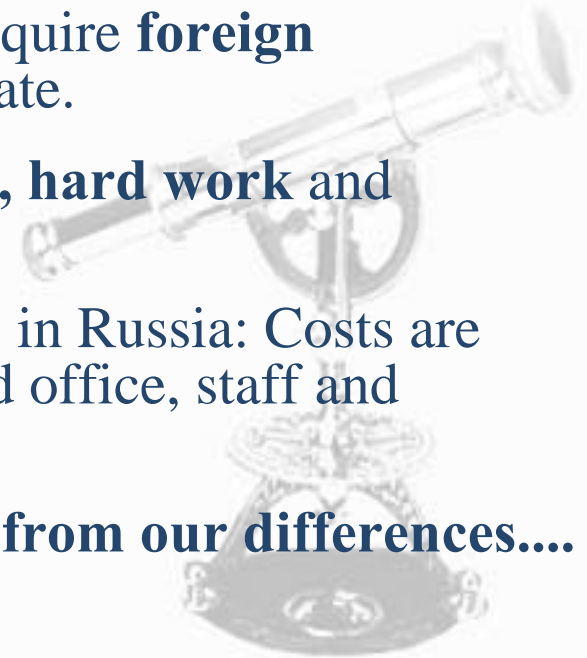 quire foreign
ate.
, hard work and
in Russia: Costs are
d office, staff and
from our differences....